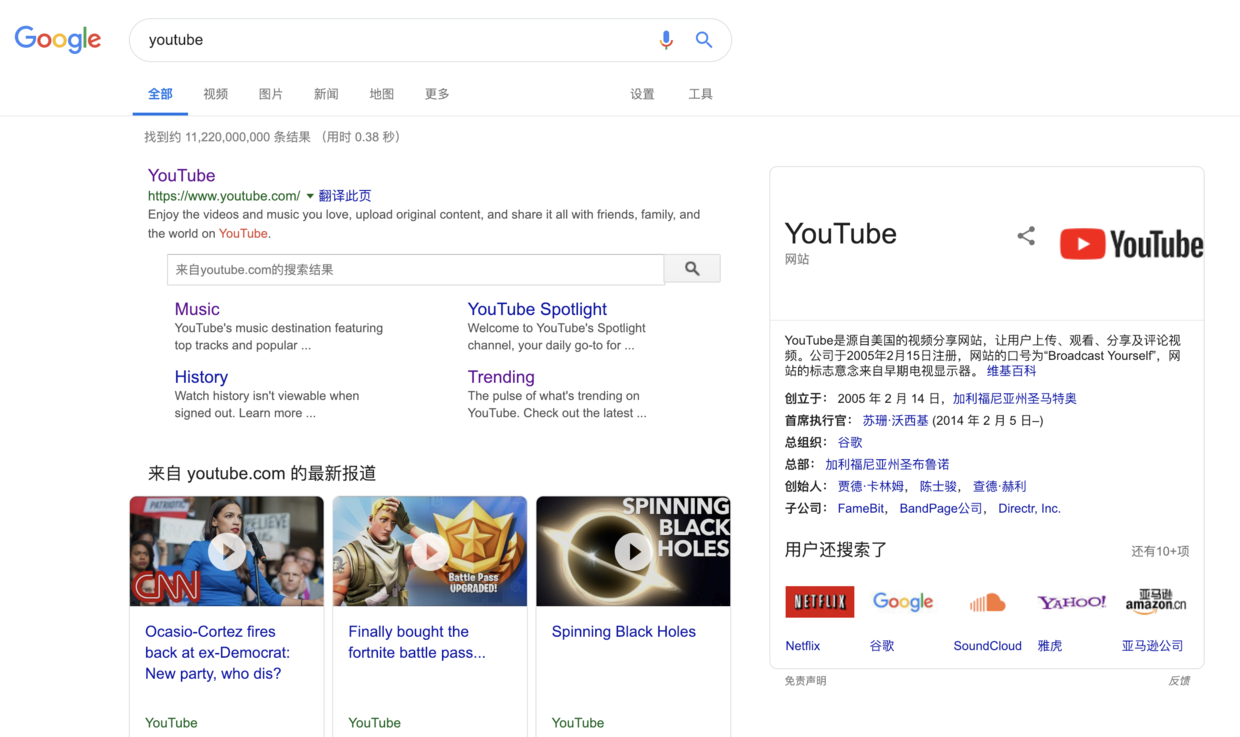 Google
youtube
全部 视频 图片 新闻 地图 更多 设置 工具
找到约 11,220,000,000 条结果 （用时 0.38 秒）
YouTube
https://www.youtube.com/ 翻译此页
Enjoy the videos and music you love, upload original content, and share it all with friends, family, and
the world on YouTube.
来自youtube.com的搜索结果
Music
YouTube's music destination featuring
top tracks and popular ...
YouTube Spotlight
Welcome to YouTube's Spotlight
channel, your daily go-to for ...
History
Watch history isn't viewable when
signed out. Learn more ...
Trending
The pulse of what's trending on
YouTube. Check out the latest ...
来自 youtube.com 的最新报道
PATRIOTIC
BELIEVE
CNN
Ocasio-Cortez fires
back at ex-Democrat:
New party, who dis?
YouTube
Battle Pass
UPGRADED!
Finally bought the
fortnite battle pass...
YouTube
SPINNING
BLACK
HOLES
Spinning Black Holes
YouTube
YouTube
网站
YouTube
YouTube是源自美国的视频分享网站，让用户上传、观看、分享及评论视
频。公司于2005年2月15日注册，网站的口号为“Broadcast Yourself”，网
站的标志意念来自早期电视显示器。 维基百科
创立于： 2005 年 2 月 14 日，加利福尼亚州圣马特奥
首席执行官： 苏珊·沃西基 (2014 年 2 月 5 日–)
总组织： 谷歌
总部： 加利福尼亚州圣布鲁诺
创始人： 贾德·卡林姆， 陈士骏， 查德·赫利
子公司： FameBit， BandPage公司， Directr, Inc.
用户还搜索了 还有10+项
NETFLIX Google YAHOO! 亚马逊
amazon.cn
Netflix 谷歌 SoundCloud 雅虎 亚马逊公司
免责声明 反馈